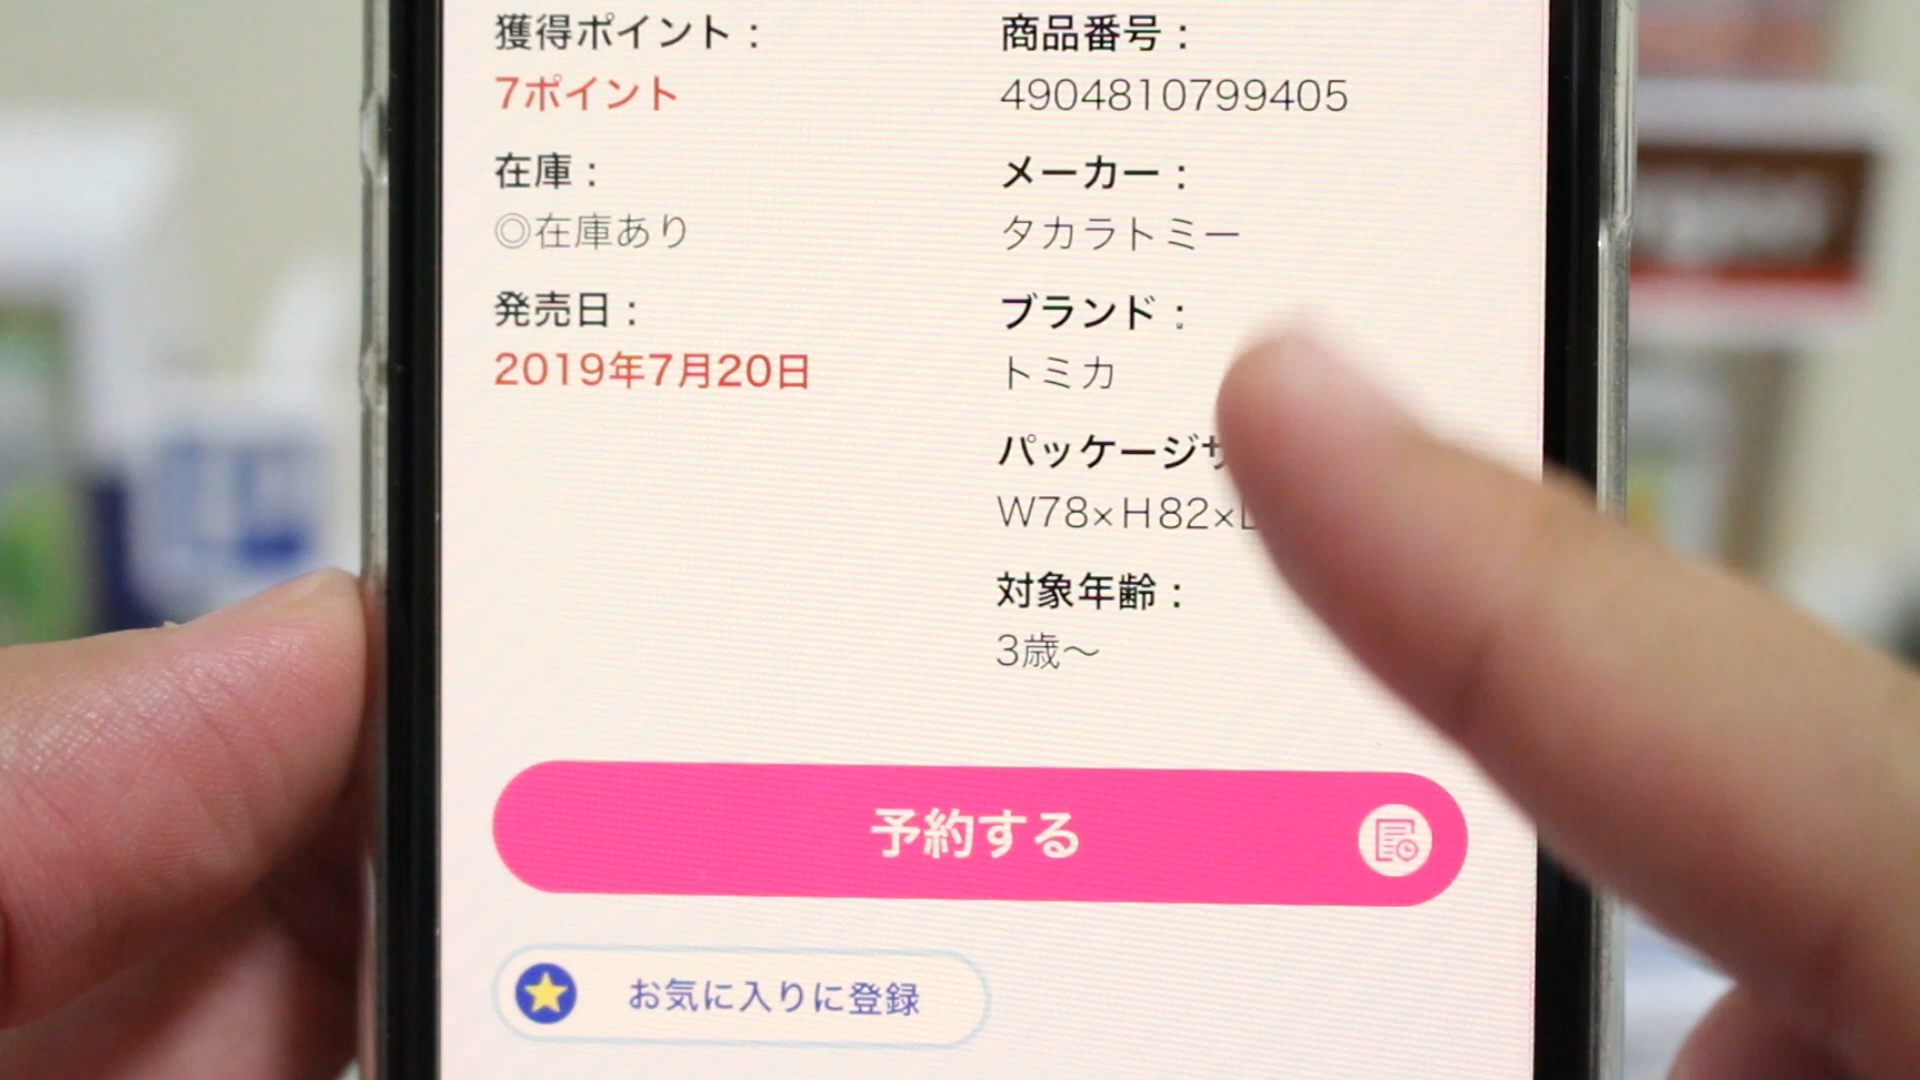 獲得ポイント：
7ポイント
在庫：
◎在庫あり
発売日：
2019年7月20日
商品番号：
4904810799405
メーカー：
タカラトミー
ブランド：
トミカ
パッケージサ
W78×H82×
対象年齢：
3歳～
予約する
お気に入りに登録